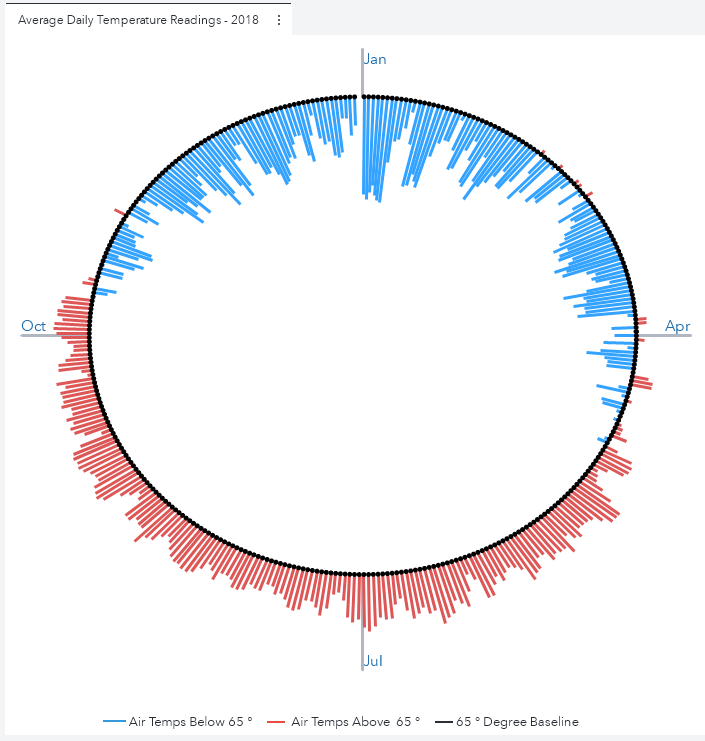 Average Daily Temperature Readings - 2018
Jan
Oct
Apr
Jul
Air Temps Below 65 ° Air Temps Above 65 ° 65 ° Degree Baseline